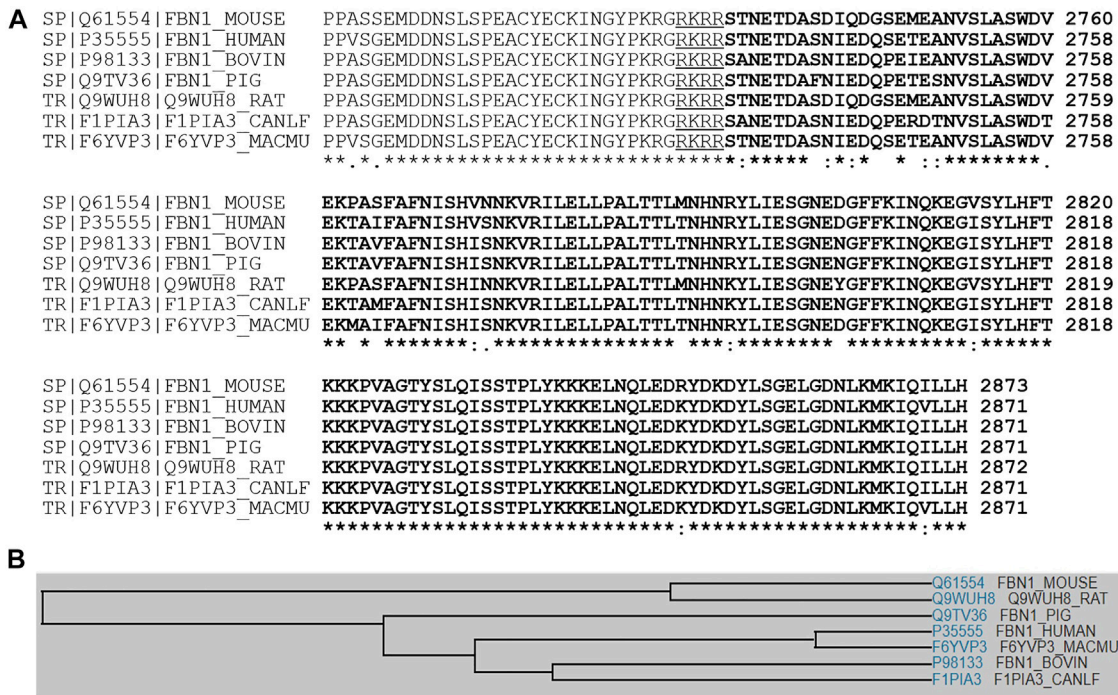 A
SP|Q61554|FBN1_MOUSE PPASSEMDDNSLSPEACYECKINGYPKRGRKRRSTNETDASDIQDGSEMEANVSLASWDV 2760
SP|P35555|FBN1_HUMAN PPVSGEMDDNSLSPEACYECKINGYPKRGRKRRSTNETDASNIEDQSETEANVSLASWDV 2758
SP|P98133|FBN1_BOVIN PPASGEMDDNSLSPEACYECKINGYPKRGRKRRSANETDASNIEDQPEIEANVSLASWDV 2758
SP|Q9TV36|FBN1_PIG PPASGEMDDNSLSPEACYECKINGYPKRGRKRRSTNETDAFNIEDQPETESNVSLASWDV 2758
TR|Q9WUH8|Q9WUH8_RAT PPASGEMDDNSLSPEACYECKINGYPKRGRKRRSTNETDASDIQDGSEMEANVSLASWDV 2759
TR|F1PIA3|F1PIA3_CANLF PPASGEMDDNSLSPEACYECKINGYPKRGRKRRSANETDASNIEDQPERDTNVSLASWDT 2758
TR|F6YVP3|F6YVP3_MACMU PPVSGEMDDNSLSPEACYECKINGYPKRGRKRRSTNETDASNIEDQSETEANVSLASWDV 2758
**.*.*****************************:***** :*:* * ::*******.
SP|Q61554|FBN1_MOUSE EKPASFAFNISHVNNKVRILELLPALTTLMNHNRYLIESGNEDGFFKINQKEGVSYLHFT 2820
SP|P35555|FBN1_HUMAN EKTAIFAFNISHVSNKVRILELLPALTTLTNHNRYLIESGNEDGFFKINQKEGISYLHFT 2818
SP|P98133|FBN1_BOVIN EKTAVFAFNISHISNKVRILELLPALTTLTNHNRYLIESGNENGFFKINQKEGISYLHFT 2818
SP|Q9TV36|FBN1_PIG EKTAVFAFNISHISNKVRILELLPALTTLTNHNRYLIESGNENGFFKINQKEGISYLHFT 2818
TR|Q9WUH8|Q9WUH8_RAT EKPASFAFNISHINNKVRILELLPALTTLMNHNRYLIESGNEYGFFKINQKEGVSYLHFT 2819
TR|F1PIA3|F1PIA3_CANLF EKTAMFAFNISHISNKVRILELLPALTTLTNHNRYLIESGNENGFFKINQKEGISYLHFT 2818
TR|F6YVP3|F6YVP3_MACMU EKMAIFAFNISHISNKVRILELLPALTTLTNHNRYLIESGNEDGFFKINQKEGISYLHFT 2818
** * *******:.*************** ****:******* **********:******
SP|Q61554|FBN1_MOUSE KKKPVAGTYSLQISSTPLYKKKELNQLEDRYDKDYLSGELGDNLKMKIQILLH 2873
SP|P35555|FBN1_HUMAN KKKPVAGTYSLQISSTPLYKKKELNQLEDKYDKDYLSGELGDNLKMKIQVLLH 2871
SP|P98133|FBN1_BOVIN KKKPVAGTYSLQISSTPLYKKKELNQLEDKYDKDYLSGELGDNLKMKIQVLLH 2871
SP|Q9TV36|FBN1_PIG KKKPVAGTYSLQISSTPLYKKKELNQLEDKYDKDYLSGELGDNLKMKIQVLLH 2871
TR|Q9WUH8|Q9WUH8_RAT KKKPVAGTYSLQISSTPLYKKKELNQLEDKYDKDYLSGELGDNLKMKIQILLH 2872
TR|F1PIA3|F1PIA3_CANLF KKKPVAGTYSLQISSTPLYKKKELNQLEDKYDKDYLSGELGDNLKMKIQVLLH 2871
TR|F6YVP3|F6YVP3_MACMU KKKPVAGTYSLQISSTPLYKKKELNQLEDKYDKDYLSGELGDNLKMKIQVLLH 2871
*****************************:*******************:***
B
Q61554 FBN1_MOUSE
Q9WUH8 Q9WUH8_RAT
Q9TV36 FBN1_PIG
P35555 FBN1_HUMAN
F6YVP3 F6YVP3_MACMU
P98133 FBN1_BOVIN
F1PIA3 F1PIA3_CANLF